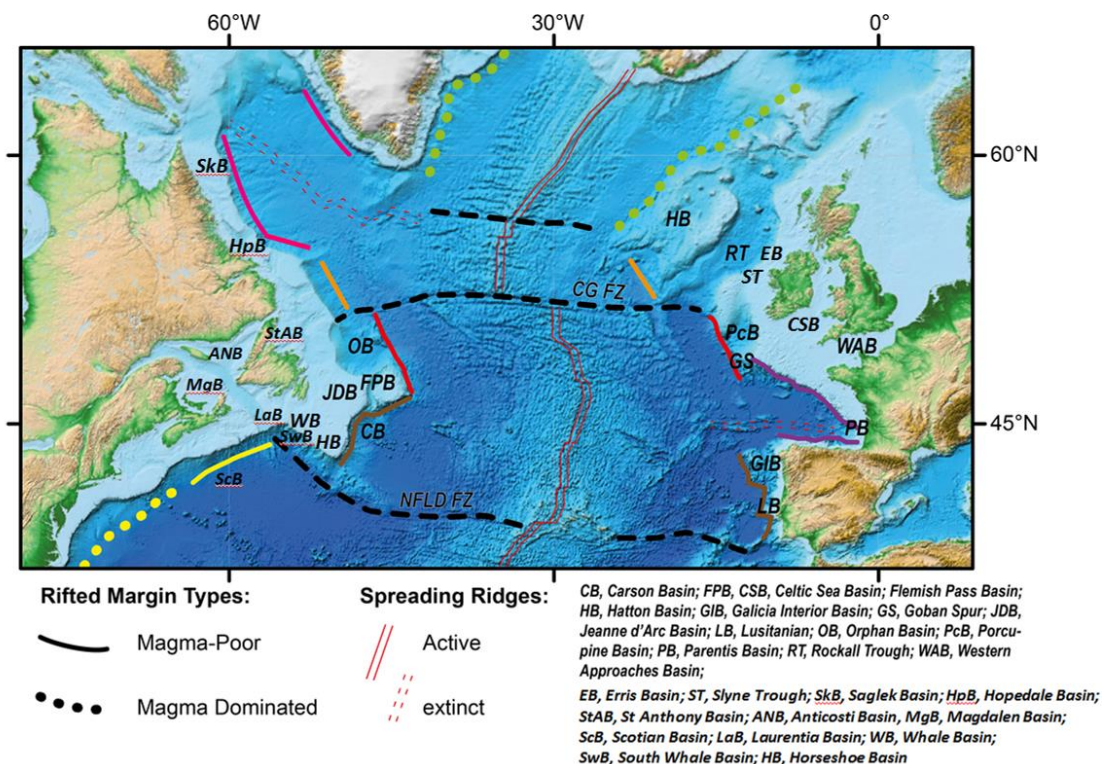 60°W 30°W 0°
60°N
SkB
HB
HpB
RT EB
ST
CG FZ
StAB
OB
PcB
CSB
ANB
GS
WAB
MgB
FPB
JDB
LaB
WB
CB
PB
45°N
SwB
HB
GIB
ScB
NFLD FZ
LB
Rifted Margin Types:
Magma-Poor
Magma Dominated
Spreading Ridges:
Active
extinct
CB, Carson Basin; FPB, CSB, Celtic Sea Basin; Flemish Pass Basin;
HB, Hatton Basin; GIB, Galicia Interior Basin; GS, Goban Spur; JDB,
Jeanne d'Arc Basin; LB, Lusitanian; OB, Orphan Basin; PcB, Porcu-
pine Basin; PB, Parentis Basin; RT, Rockall Trough; WAB, Western
Approaches Basin;
EB, Erris Basin; ST, Slyne Trough; SkB, Saglek Basin; HpB, Hopedale Basin;
StAB, St Anthony Basin; ANB, Anticosti Basin, MgB, Magdalen Basin;
ScB, Scotian Basin; LaB, Laurentia Basin; WB, Whale Basin;
SwB, South Whale Basin; HB, Horseshoe Basin